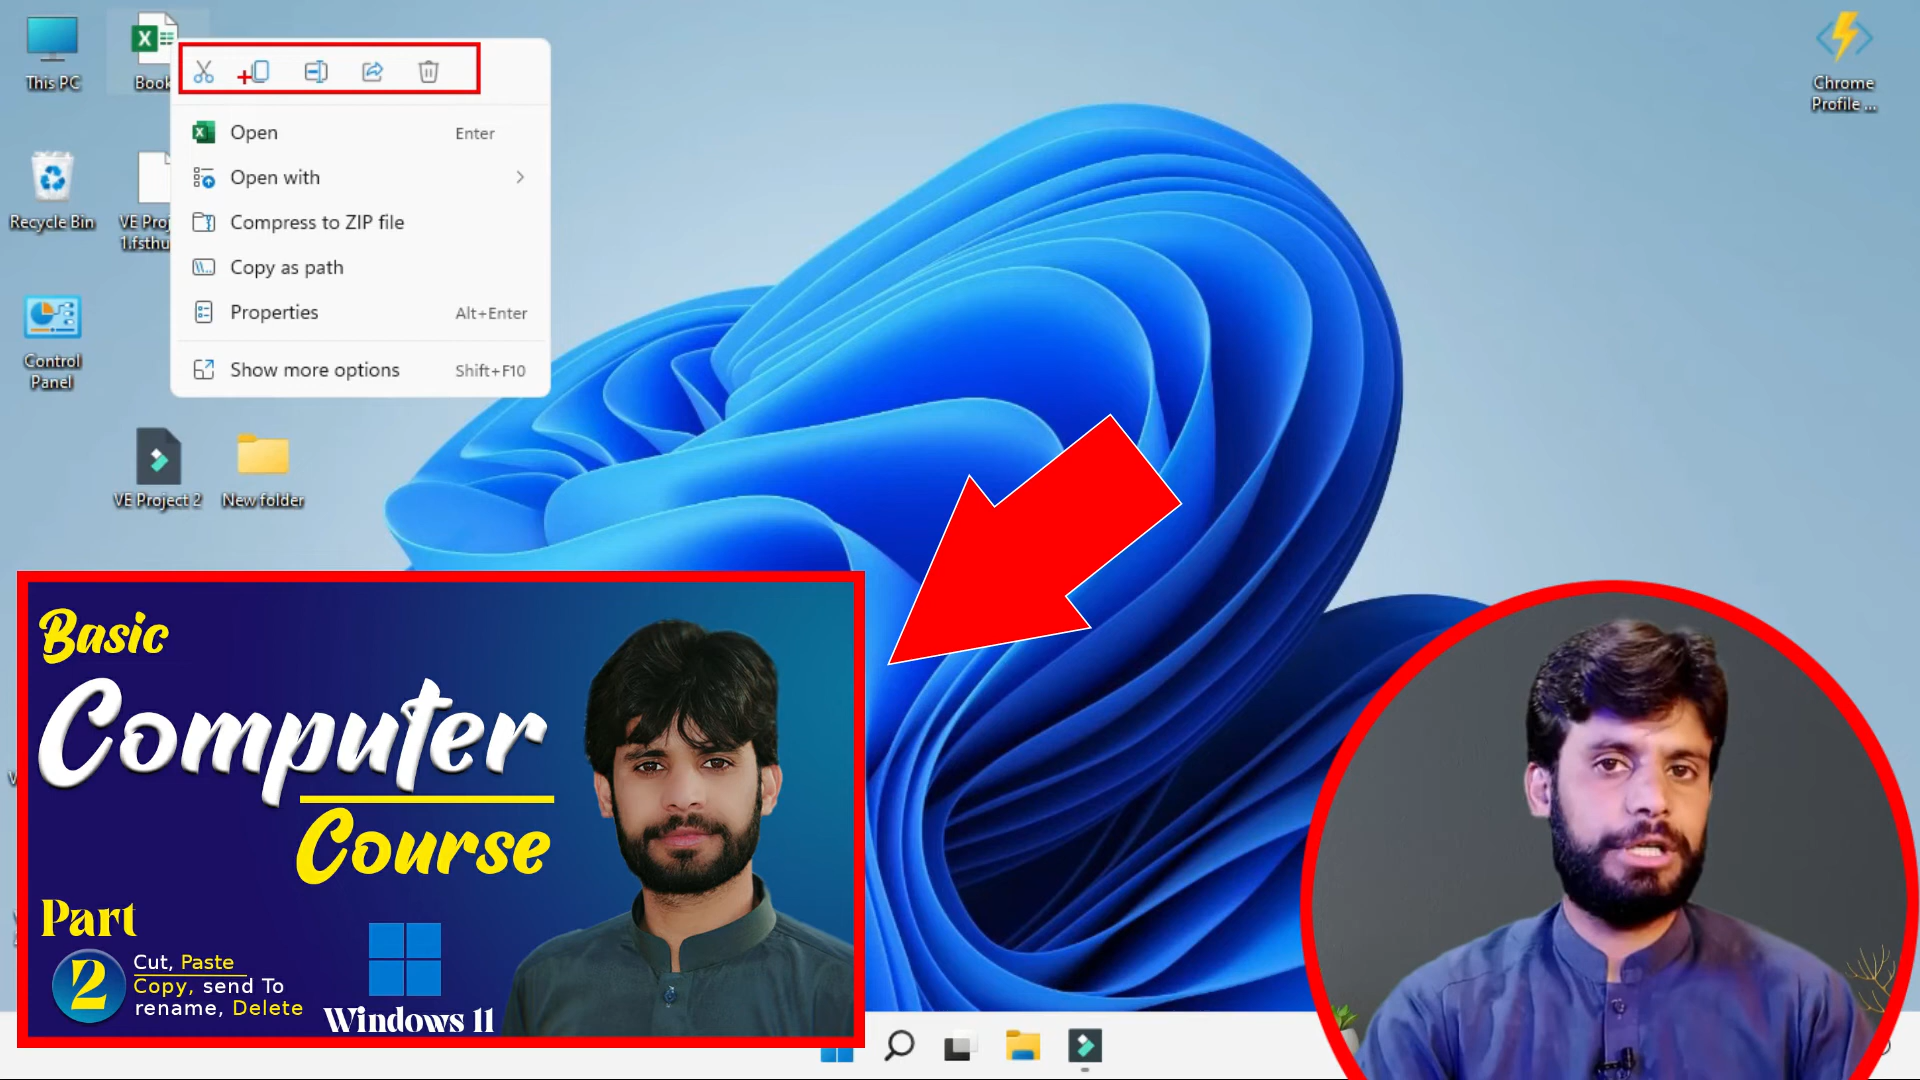 This PC
Book
Open Enter
Open with
Compress to ZIP file
Copy as path
Properties Alt+Enter
Show more options Shift+F10
Recycle Bin
VE Proj
1.fsthu
Control
Panel
VE Project 2
New folder
Chrome
Profile ...
Basic
Computer
Course
Part
2
Cut, Paste
Copy, send To
rename, Delete
Windows 11